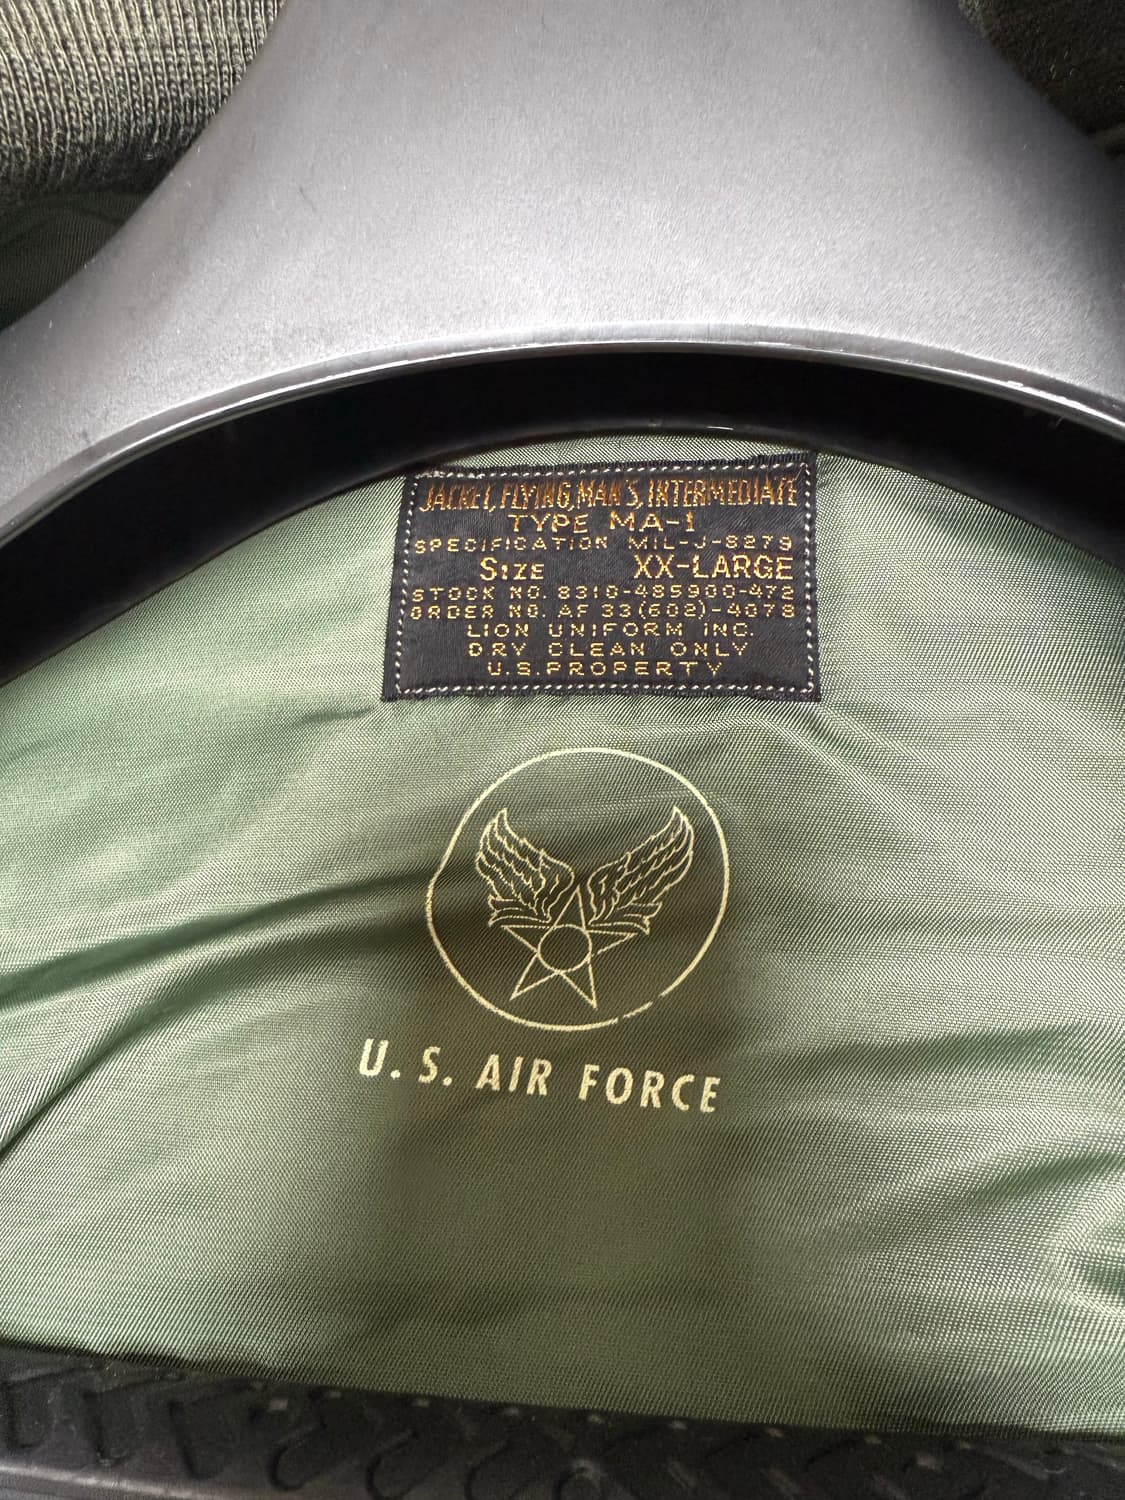 JACKET, FLYING, MAN'S, INTERMEDIATE
TYPE MA-1
SPECIFICATION MIL-J-8279
SIZE XX-LARGE
STOCK NO. 8310-485900-472
ORDER NO. AF 33(602)-4078
LION UNIFORM INC.
DRY CLEAN ONLY
U.S.PROPERTY
U. S. AIR FORCE